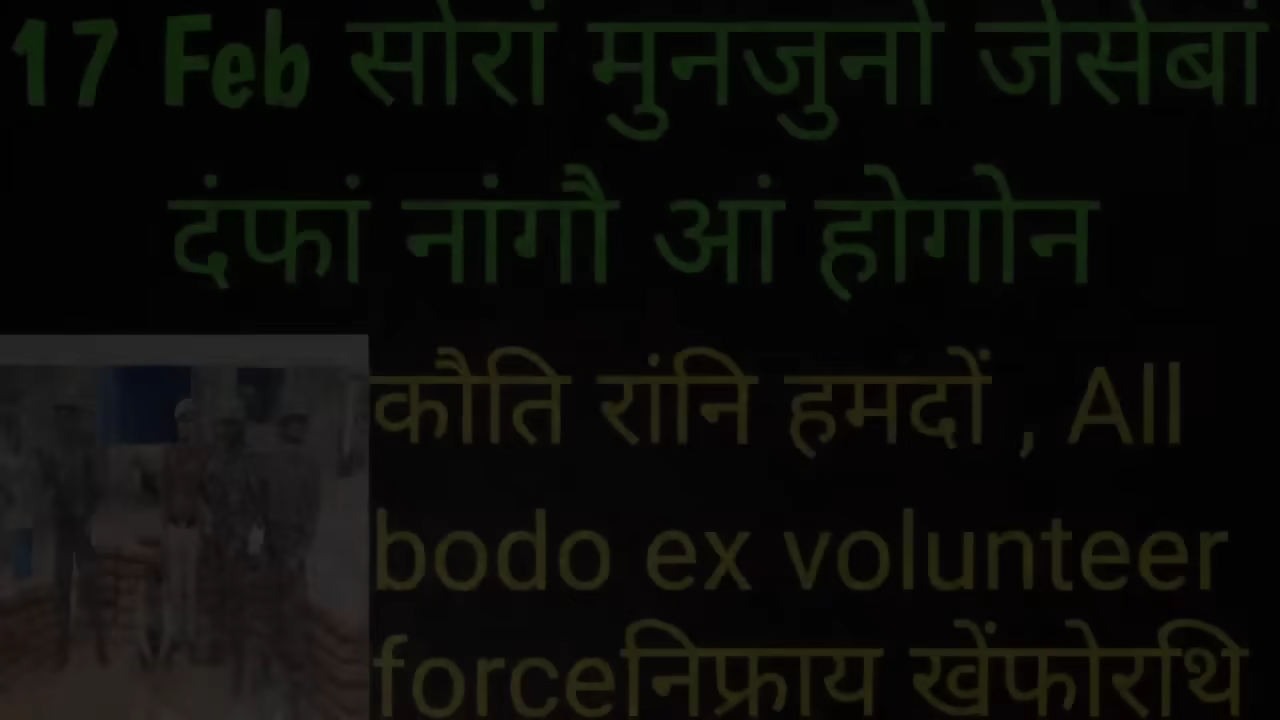 17 Feb सोरां मुनजुनो जेसेबां
दंफां नांगौ आं होगोन
कौति रांनि हमदों , All
bodo ex volunteer
forceनिफ्राय खेंफोरथि